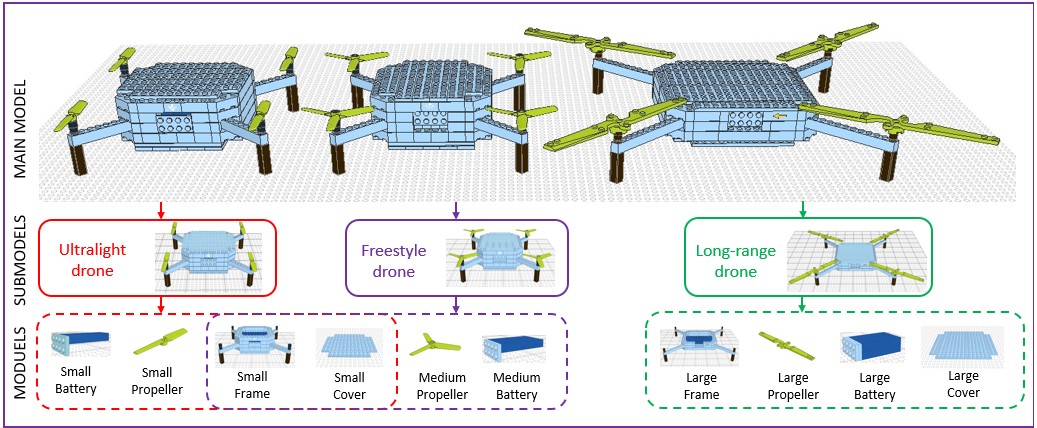 MAIN MODEL
SUBMODELS
Ultralight
drone
Freestyle
drone
Long-range
drone
MODUELS
Small
Battery
Small
Propeller
Small
Frame
Small
Cover
Medium
Propeller
Medium
Battery
Large
Frame
Large
Propeller
Large
Battery
Large
Cover